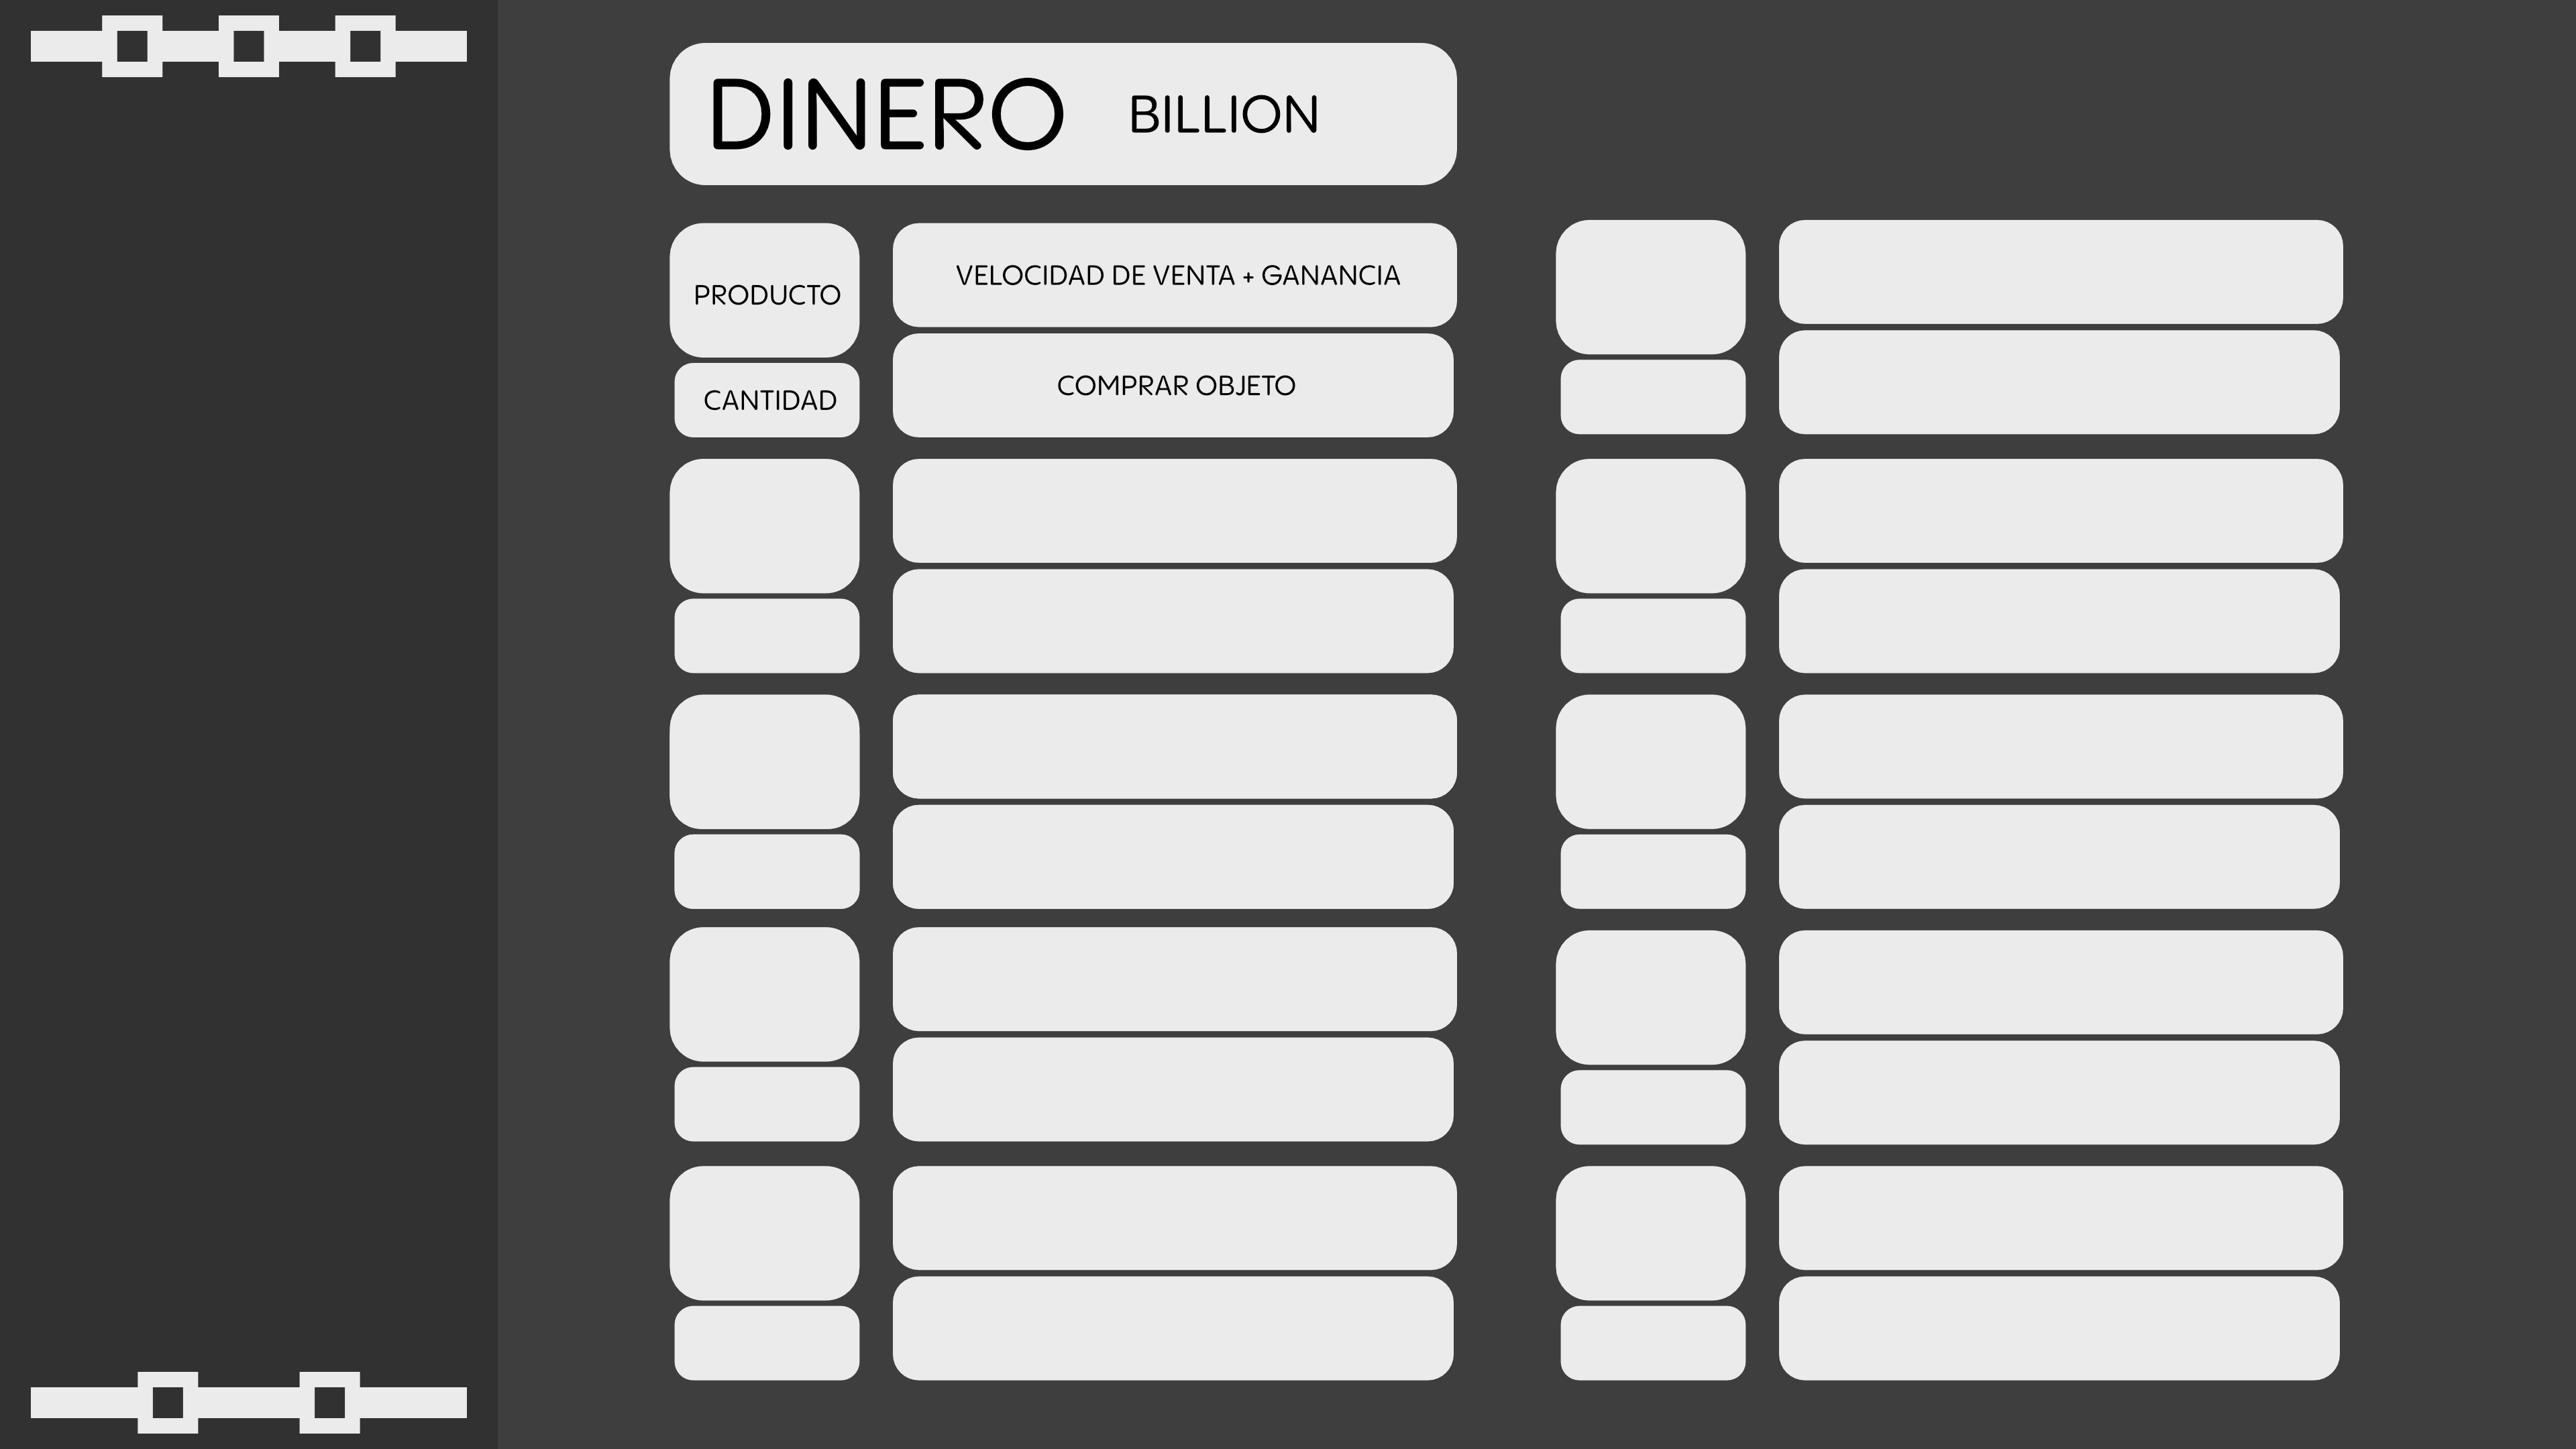 DINERO BILLION
PRODUCTO
VELOCIDAD DE VENTA + GANANCIA
CANTIDAD
COMPRAR OBJETO